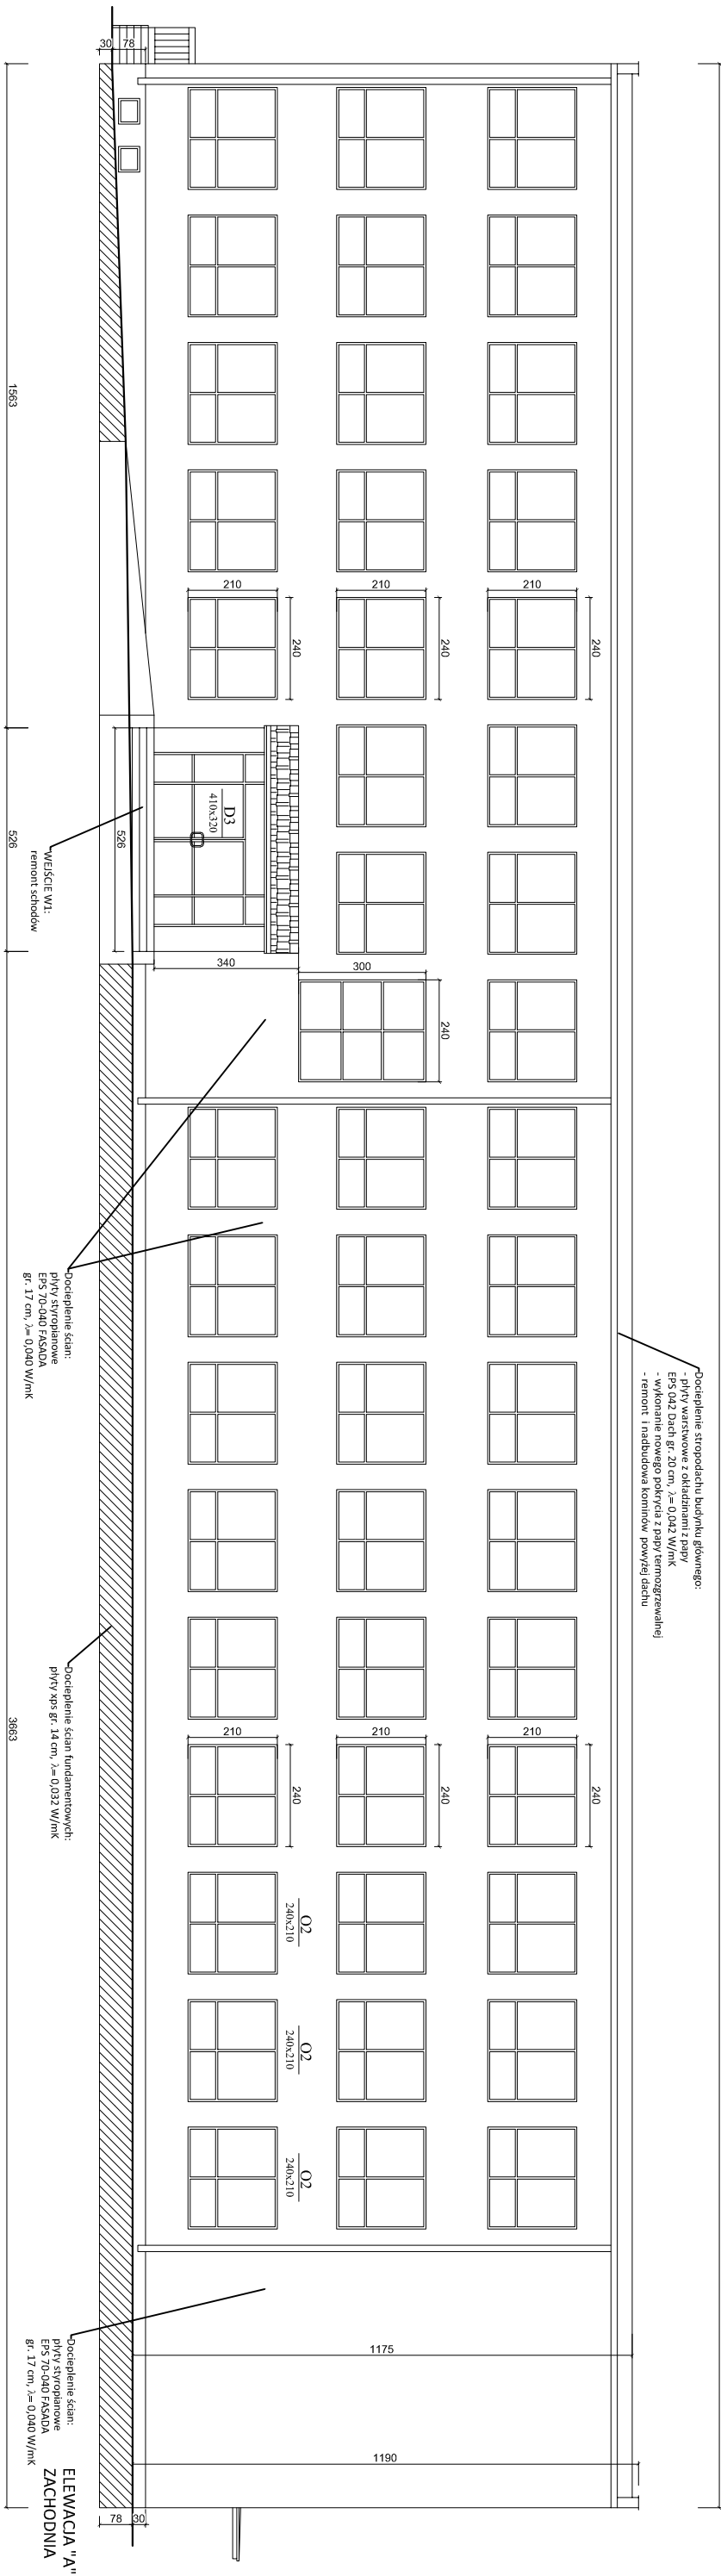 Docieplenie stropodachu budynku głównego:
- płyty warstwowe z okładzinami z papy
EPS 042 Dach gr. 20 cm, λ= 0,042 W/mK
- wykonanie nowego pokrycia z papy termozgrzewalnej
- remont i nadbudowa kominów powyżej dachu
240
240
210
210
1175
1190
240
300
240
240
210
210
240
240
210
210
340
D3
410x320
O2
240x210
O2
240x210
O2
240x210
30
78
526
78
30
WEJŚCIE W1:
remont schodów
Docieplenie ścian:
płyty styropianowe
EPS 70-040 FASADA
gr. 17 cm, λ= 0,040 W/mK
Docieplenie ścian fundamentowych:
płyty xps gr. 14 cm, λ= 0,032 W/mK
Docieplenie ścian:
płyty styropianowe
EPS 70-040 FASADA
gr. 17 cm, λ= 0,040 W/mK
1563
526
3663
ELEWACJA "A"
ZACHODNIA